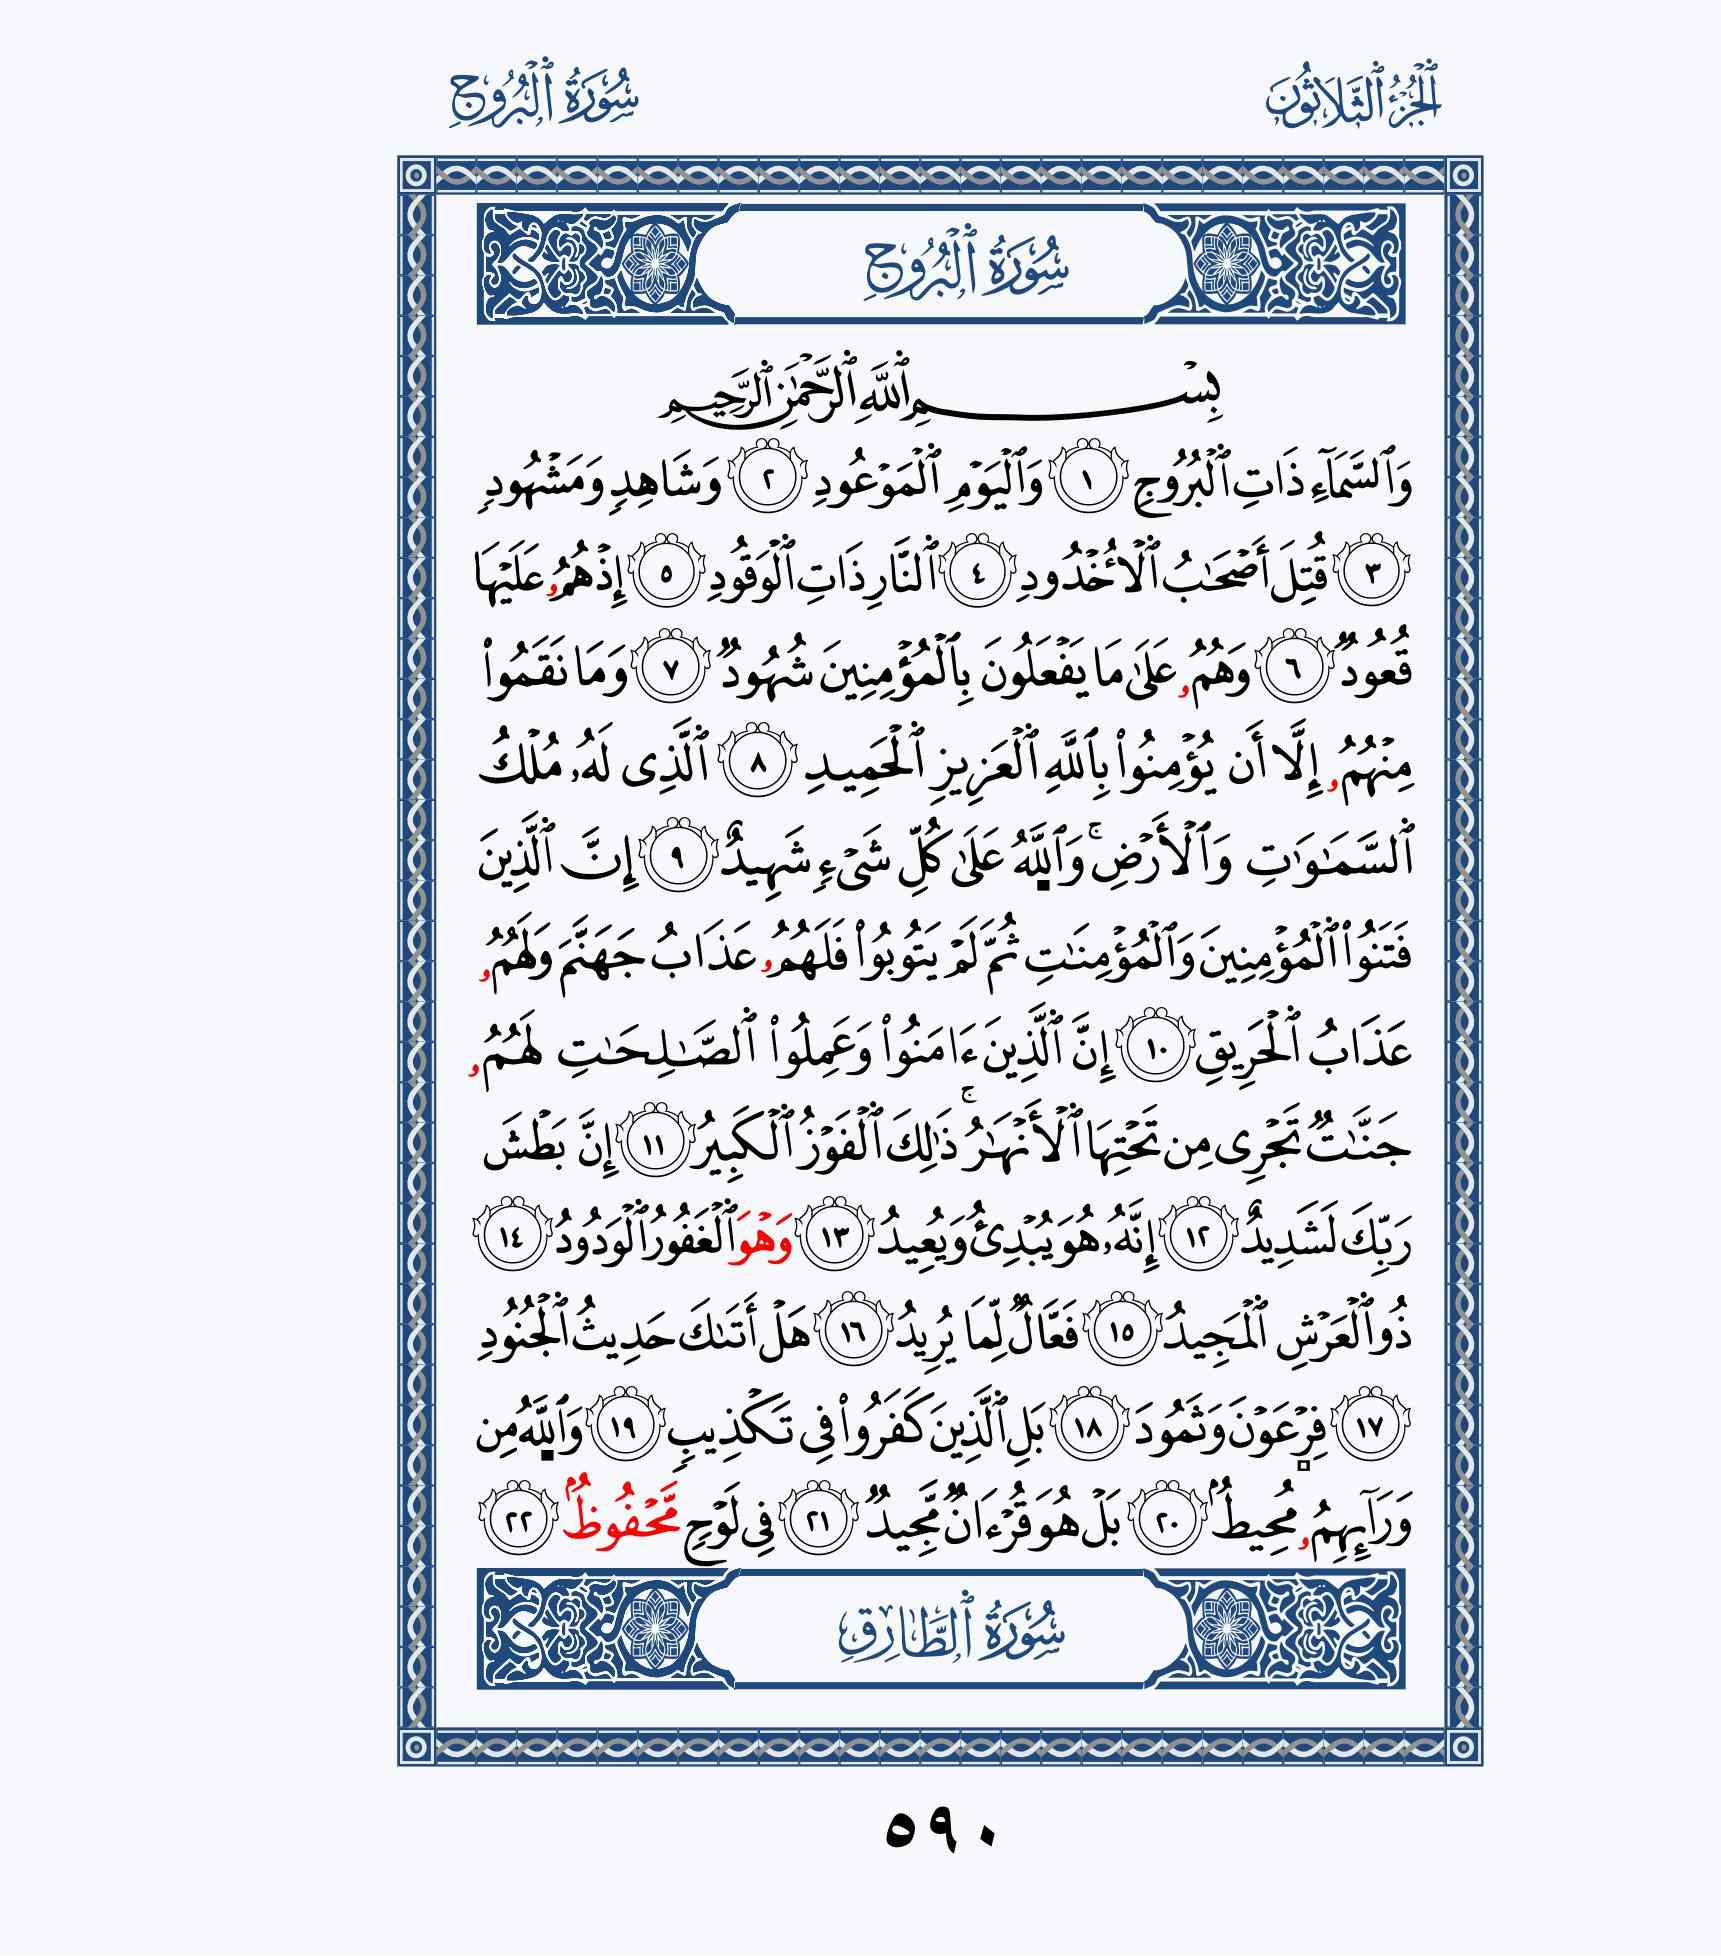 الجُزْءُ ٱلثَّلَاثُونَ
سُورَةُ ٱلْبُرُوجِ
سُورَةُ ٱلْبُرُوجِ
بِسْمِ ٱللَّهِ ٱلرَّحْمَٰنِ ٱلرَّحِيمِ
وَٱلسَّمَآءِ ذَاتِ ٱلْبُرُوجِ ١ وَٱلْيَوْمِ ٱلْمَوْعُودِ ٢ وَشَاهِدٍ وَمَشْهُودٍ
٣ قُتِلَ أَصْحَٰبُ ٱلْأُخْدُودِ ٤ ٱلنَّارِ ذَاتِ ٱلْوَقُودِ ٥ إِذْ هُمُۥ عَلَيْهَا
قُعُودٌ ٦ وَهُمُۥ عَلَىٰ مَا يَفْعَلُونَ بِٱلْمُؤْمِنِينَ شُهُودٌ ٧ وَمَا نَقَمُوا۟
مِنْهُمُۥ إِلَّا أَن يُؤْمِنُوا۟ بِٱللَّهِ ٱلْعَزِيزِ ٱلْحَمِيدِ ٨ ٱلَّذِى لَهُۥ مُلْكُ
ٱلسَّمَٰوَٰتِ وَٱلْأَرْضِ ۚ وَٱللَّهُ عَلَىٰ كُلِّ شَىْءٍ شَهِيدٌ ٩ إِنَّ ٱلَّذِينَ
فَتَنُوا۟ ٱلْمُؤْمِنِينَ وَٱلْمُؤْمِنَٰتِ ثُمَّ لَمْ يَتُوبُوا۟ فَلَهُمُۥ عَذَابُ جَهَنَّمَ وَلَهُمُۥ
عَذَابُ ٱلْحَرِيقِ ١٠ إِنَّ ٱلَّذِينَ ءَامَنُوا۟ وَعَمِلُوا۟ ٱلصَّٰلِحَٰتِ لَهُمُۥ
جَنَّٰتٌ تَجْرِى مِن تَحْتِهَا ٱلْأَنْهَٰرُ ۚ ذَٰلِكَ ٱلْفَوْزُ ٱلْكَبِيرُ ١١ إِنَّ بَطْشَ
رَبِّكَ لَشَدِيدٌ ١٢ إِنَّهُۥ هُوَ يُبْدِئُ وَيُعِيدُ ١٣ وَهْوَ ٱلْغَفُورُ ٱلْوَدُودُ ١٤
ذُو ٱلْعَرْشِ ٱلْمَجِيدُ ١٥ فَعَّالٌ لِّمَا يُرِيدُ ١٦ هَلْ أَتَىٰكَ حَدِيثُ ٱلْجُنُودِ
١٧ فِرْعَوْنَ وَثَمُودَ ١٨ بَلِ ٱلَّذِينَ كَفَرُوا۟ فِى تَكْذِيبٍ ١٩ وَٱللَّهُ مِن
وَرَآئِهِمُۥ مُحِيطٌۢ ٢٠ بَلْ هُوَ قُرْءَانٌ مَّجِيدٌ ٢١ فِى لَوْحٍ مَّحْفُوظٌۢ ٢٢
سُورَةُ ٱلطَّارِقِ
٥٩٠